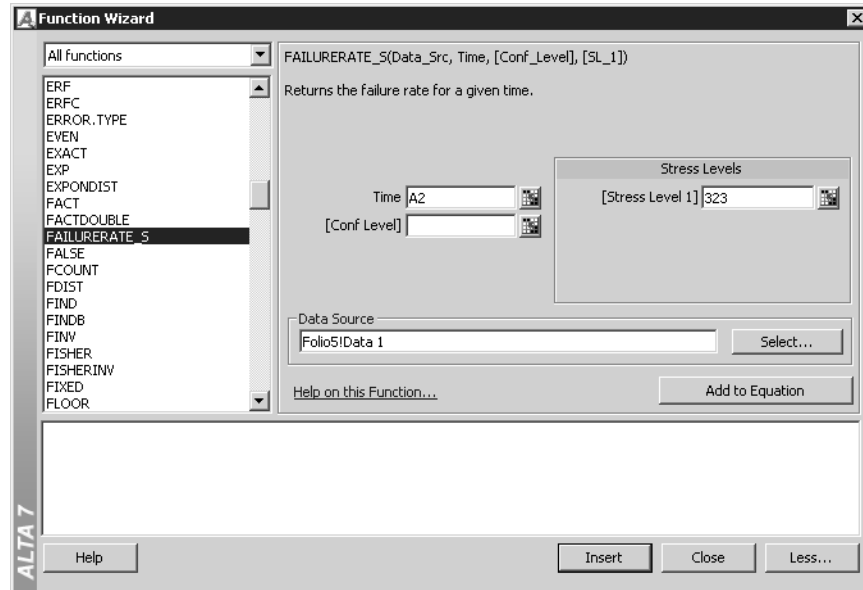 Function Wizard
All functions
ERF
ERFC
ERROR.TYPE
EVEN
EXACT
EXP
EXPONDIST
FACT
FACTDOUBLE
FAILURERATE_S
FALSE
FCOUNT
FDIST
FIND
FINDB
FINV
FISHER
FISHERINV
FIXED
FLOOR
FAILURERATE_S(Data_Src, Time, [Conf_Level], [SL_1])
Returns the failure rate for a given time.
Time A2
[Conf Level]
Stress Levels
[Stress Level 1] 323
Data Source
Folio5!Data 1
Select...
Help on this Function...
Add to Equation
ALTA 7
Help
Insert
Close
Less...